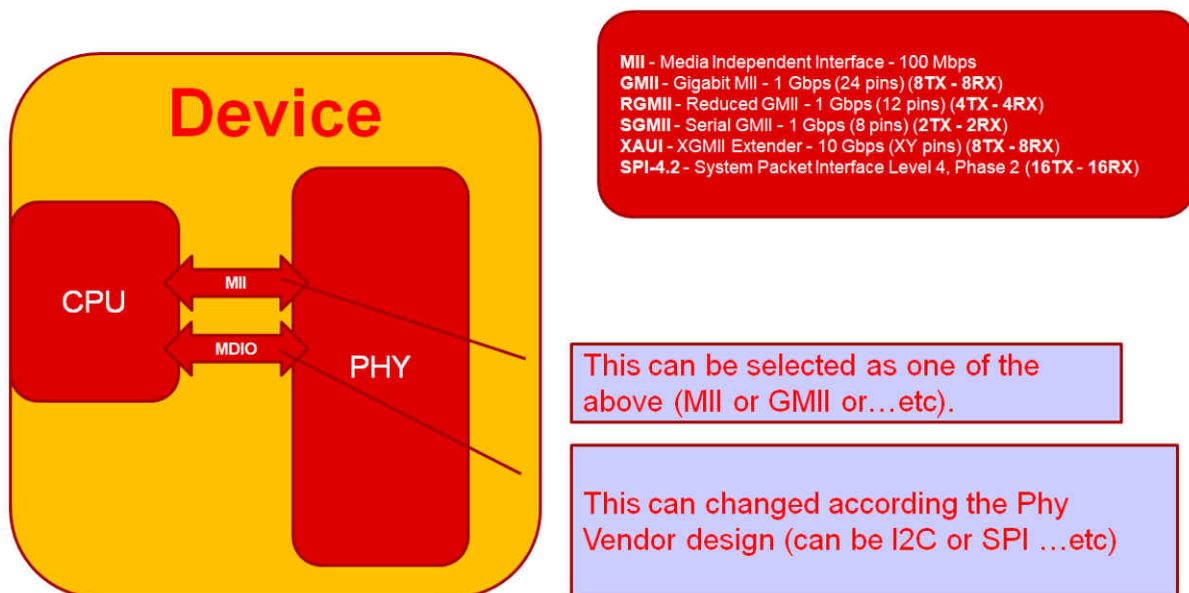 Device
CPU
MII
MDIO
PHY
MII - Media Independent Interface - 100 Mbps
GMII - Gigabit MII - 1 Gbps (24 pins) (8TX - 8RX)
RGMII - Reduced GMII - 1 Gbps (12 pins) (4TX - 4RX)
SGMII - Serial GMII - 1 Gbps (8 pins) (2TX - 2RX)
XAUI - XGMII Extender - 10 Gbps (XY pins) (8TX - 8RX)
SPI-4.2 - System Packet Interface Level 4, Phase 2 (16TX - 16RX)
This can be selected as one of the
above (MII or GMII or…etc).
This can changed according the Phy
Vendor design (can be I2C or SPI …etc)